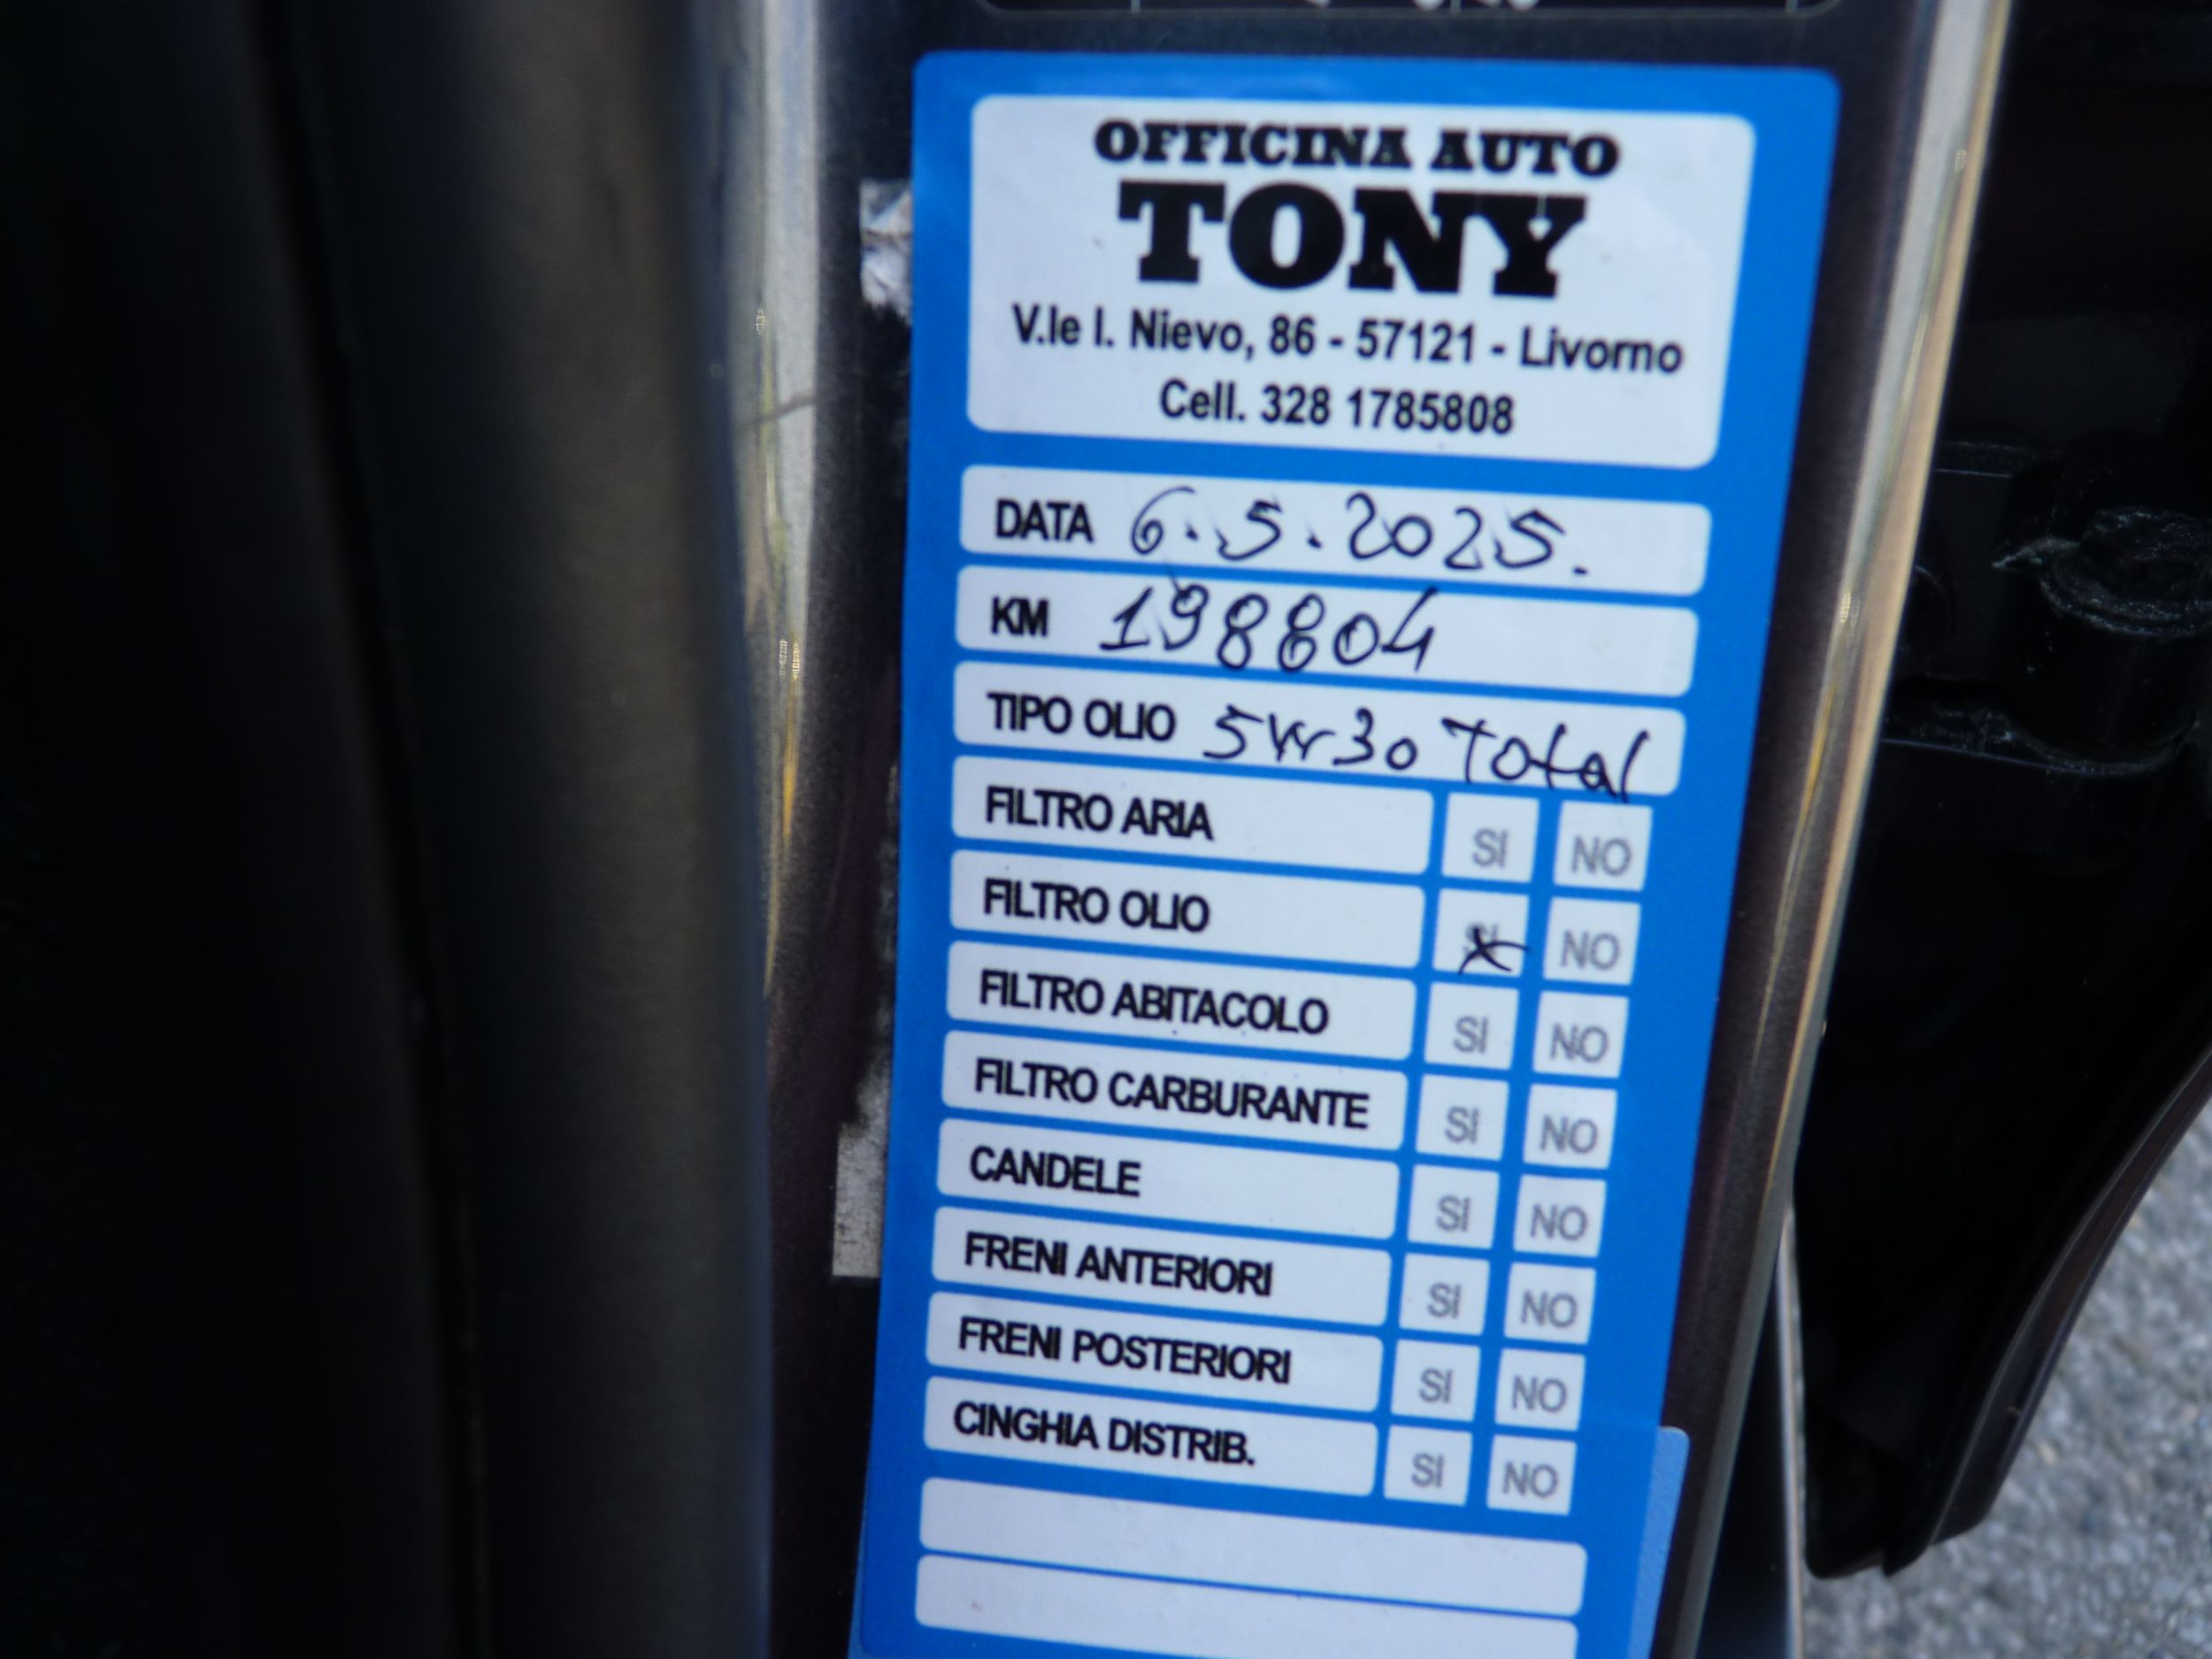 OFFICINA AUTO
TONY
V.le I. Nievo, 86 - 57121 - Livorno
Cell. 328 1785808
DATA 6.5.2025.
KM 198804
TIPO OLIO 5W30 Total
FILTRO ARIA SI NO
FILTRO OLIO SI NO
FILTRO ABITACOLO SI NO
FILTRO CARBURANTE SI NO
CANDELE SI NO
FRENI ANTERIORI SI NO
FRENI POSTERIORI SI NO
CINGHIA DISTRIB. SI NO